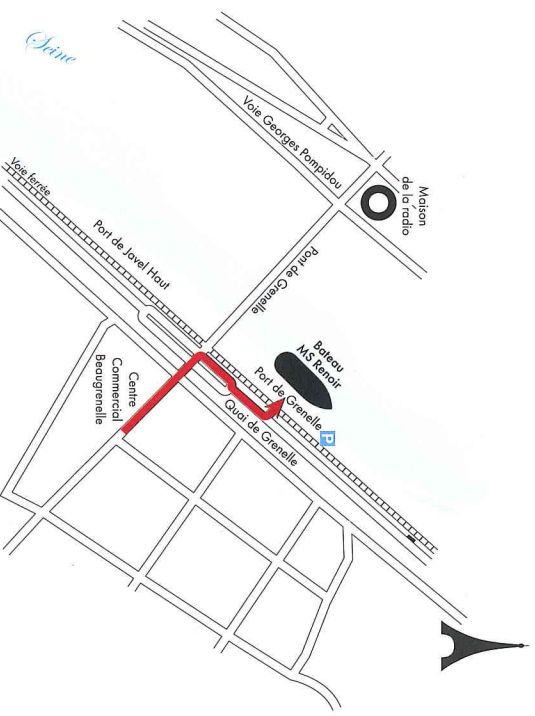 Seine
Voie Georges Pompidou
Maison
de la radio
Voie ferrée
Port de Javel Haut
Pont de Grenelle
Bateau
MS Renoir
Port de Grenelle
P
Quai de Grenelle
Centre
Commercial
Beaugrenelle